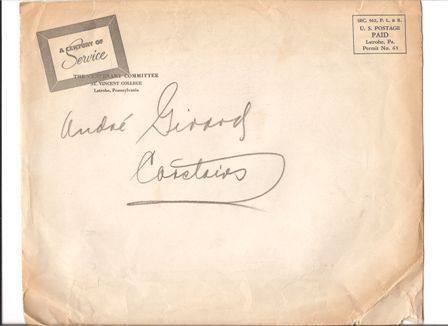 A CENTURY OF
Service
THE CENTENARY COMMITTEE
ST. VINCENT COLLEGE
Latrobe, Pennsylvania
SEC. 562, P. L. & R.
U. S. POSTAGE
PAID
Latrobe, Pa.
Permit No. 65
André Girard
Carstairs